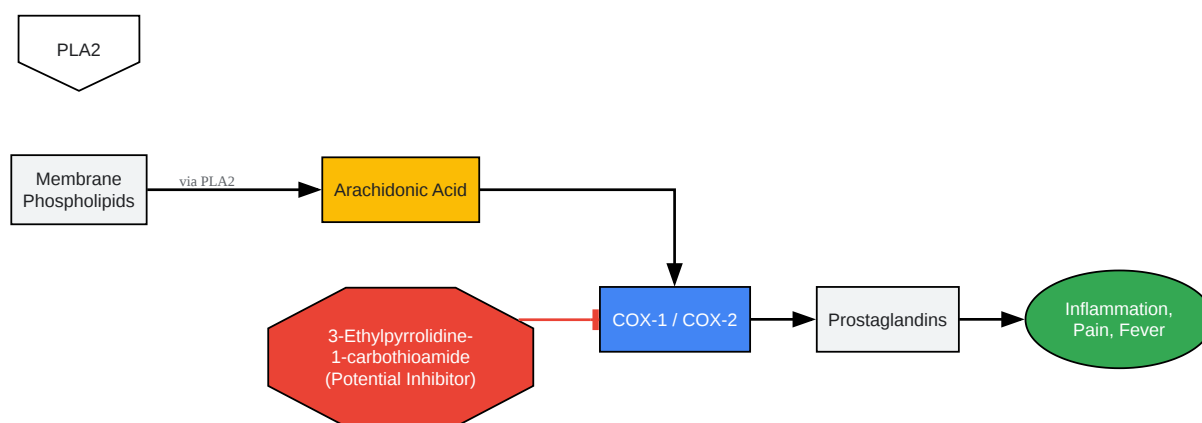 PLA2
Membrane
Phospholipids
via PLA2
Arachidonic Acid
3-Ethylpyrrolidine-
1-carbothioamide
(Potential Inhibitor)
COX-1 / COX-2
Prostaglandins
Inflammation,
Pain, Fever